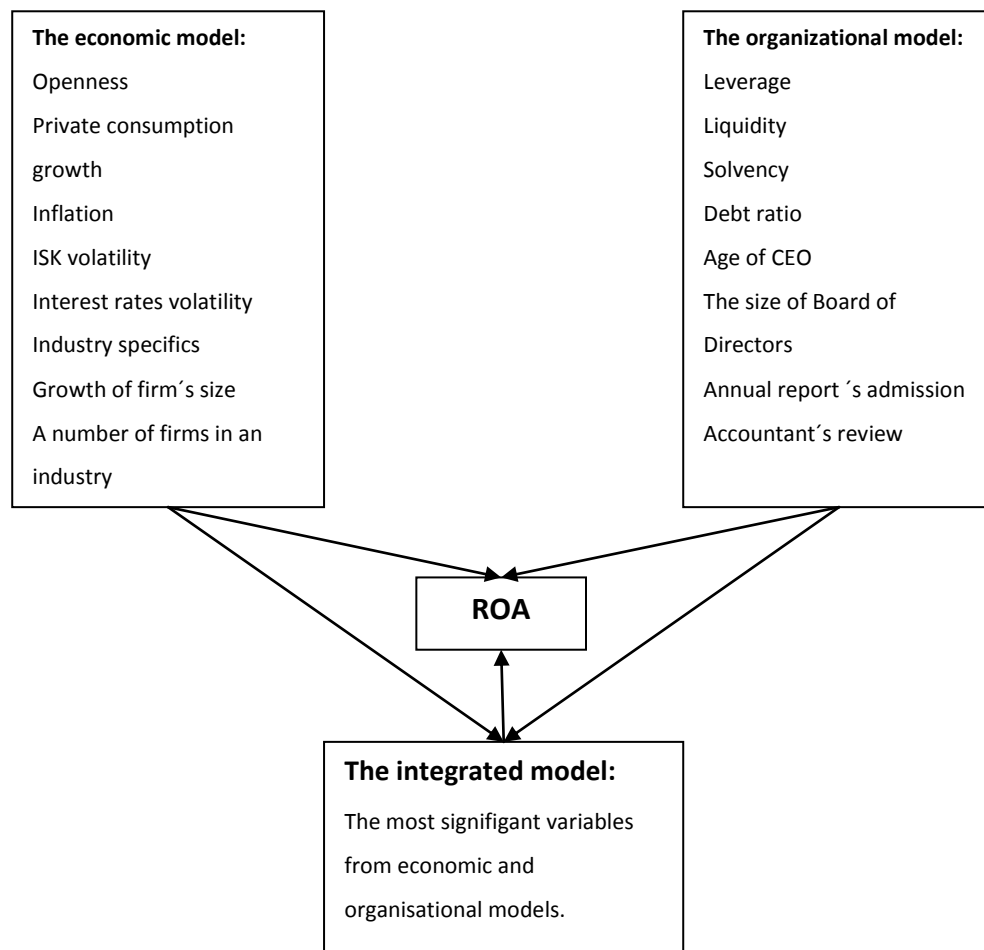 The economic model:
Openness
Private consumption
growth
Inflation
ISK volatility
Interest rates volatility
Industry specifics
Growth of firm´s size
A number of firms in an
industry
The organizational model:
Leverage
Liquidity
Solvency
Debt ratio
Age of CEO
The size of Board of
Directors
Annual report ´s admission
Accountant´s review
ROA
The integrated model:
The most signifigant variables
from economic and
organisational models.